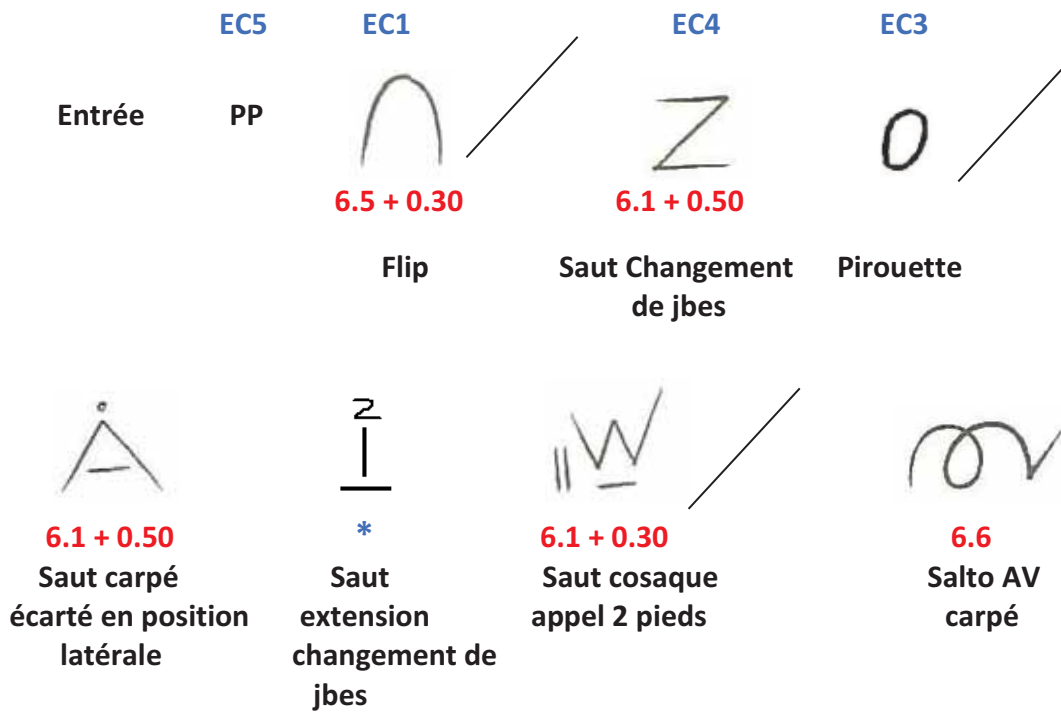 EC5 EC1 EC4 EC3
Entrée PP
6.5 + 0.30 6.1 + 0.50
Flip Saut Changement Pirouette
de jbes
6.1 + 0.50 * 6.1 + 0.30 6.6
Saut carpé Saut Saut cosaque Salto AV
écarté en position extension appel 2 pieds carpé
latérale changement de
jbes